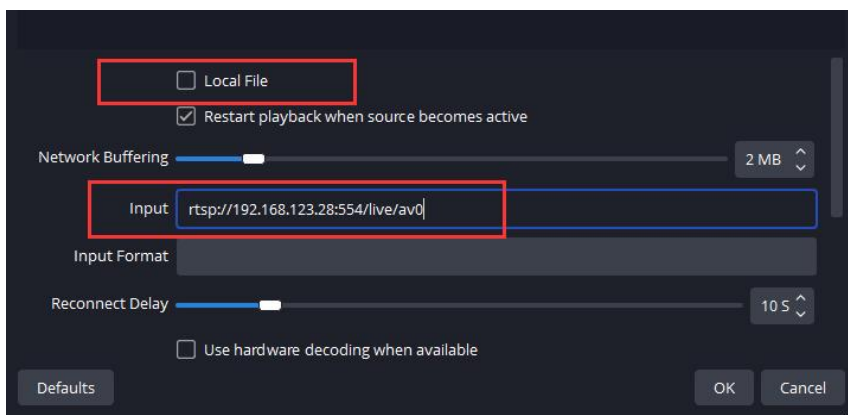 Local File
Restart playback when source becomes active
Network Buffering 2 MB
Input rtsp://192.168.123.28:554/live/av0
Input Format
Reconnect Delay 10 S
Use hardware decoding when available
Defaults OK Cancel